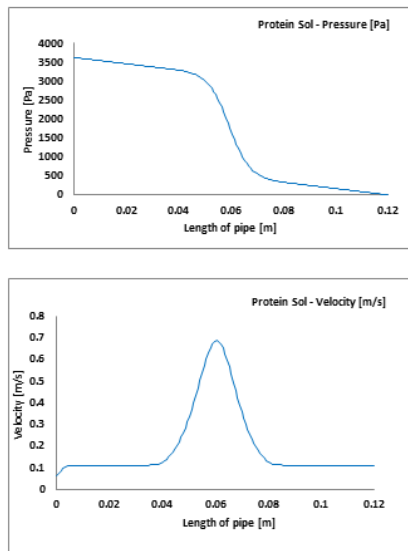 Protein Sol - Pressure [Pa]
4000
3500
3000
2500
2000
1500
1000
500
0
Pressure [Pa]
0 0.02 0.04 0.06 0.08 0.1 0.12
Length of pipe [m]
Protein Sol - Velocity [m/s]
0.8
0.7
0.6
0.5
0.4
0.3
0.2
0.1
0
Velocity [m/s]
0 0.02 0.04 0.06 0.08 0.1 0.12
Length of pipe [m]